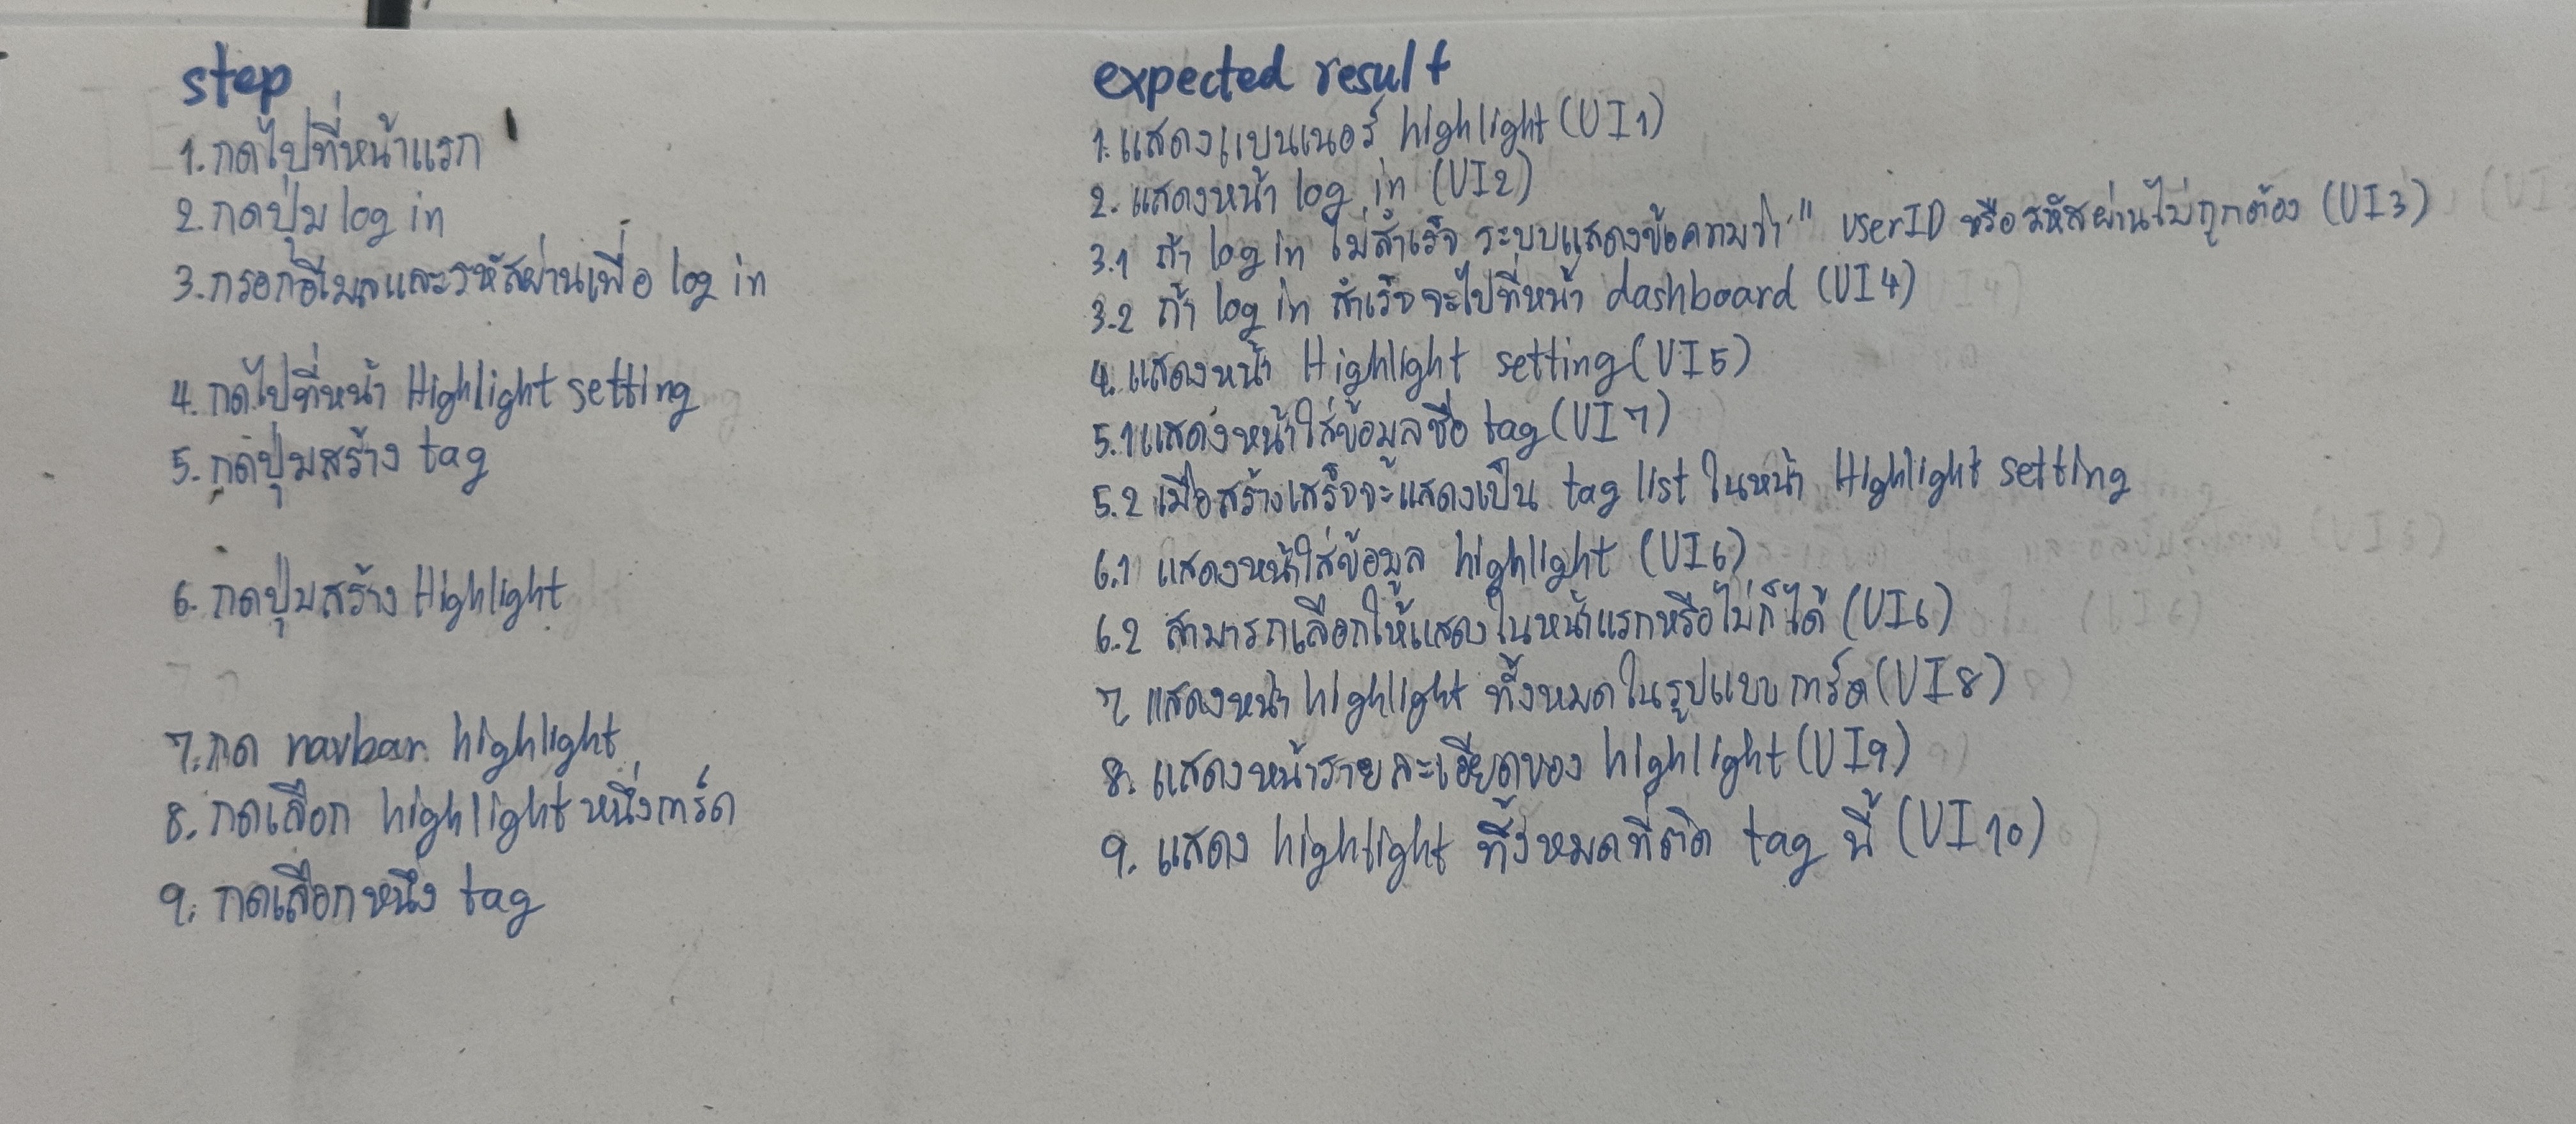 step
1. กดไปที่หน้าแรก
2. กดปุ่ม log in
3. กรอกอีเมลและรหัสผ่านเพื่อ log in
4. กดไปที่หน้า Highlight setting
5. กดปุ่มสร้าง tag
6. กดปุ่มสร้าง Highlight
7. กด navbar highlight
8. กดเลือก highlight หนึ่งการ์ด
9. กดเลือกหนึ่ง tag
expected result
1. แสดงแบนเนอร์ highlight (UI1)
2. แสดงหน้า log in (UI2)
3.1 ถ้า log in ไม่สำเร็จ ระบบแสดงข้อความว่า " userID หรือรหัสผ่านไม่ถูกต้อง (UI3)
3.2 ถ้า log in สำเร็จจะไปที่หน้า dashboard (UI4)
4. แสดงหน้า Highlight setting (UI5)
5.1 แสดงหน้าใส่ข้อมูลชื่อ tag (UI7)
5.2 เมื่อสร้างเสร็จจะแสดงเป็น tag list ในหน้า Highlight setting
6.1 แสดงหน้าใส่ข้อมูล highlight (UI6)
6.2 สามารถเลือกให้แสดงในหน้าแรกหรือไม่ก็ได้ (UI6)
7. แสดงหน้า highlight ทั้งหมดในรูปแบบการ์ด (UI8)
8. แสดงหน้ารายละเอียดของ highlight (UI9)
9. แสดง highlight ทั้งหมดที่ติด tag นี้ (UI10)